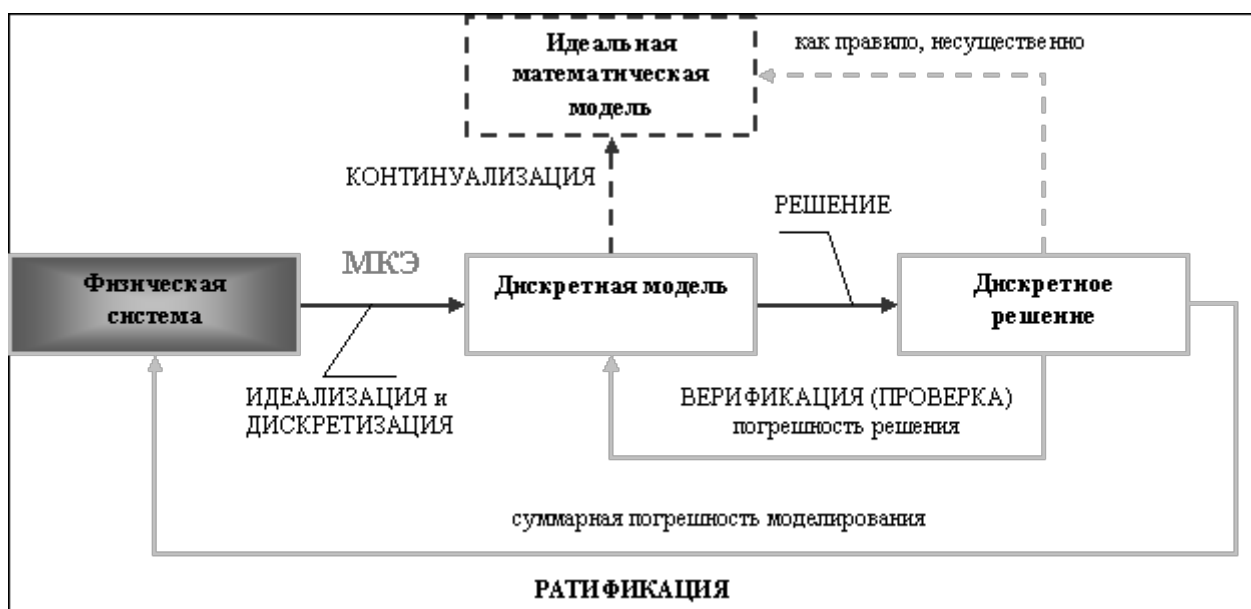 Идеальная
математическая
модель
как правило, несущественно
КОНТИНУАЛИЗАЦИЯ
РЕШЕНИЕ
МКЭ
Физическая
система
Дискретная модель
Дискретное
решение
ИДЕАЛИЗАЦИЯ и
ДИСКРЕТИЗАЦИЯ
ВЕРИФИКАЦИЯ (ПРОВЕРКА)
погрешность решения
суммарная погрешность моделирования
РАТИФИКАЦИЯ